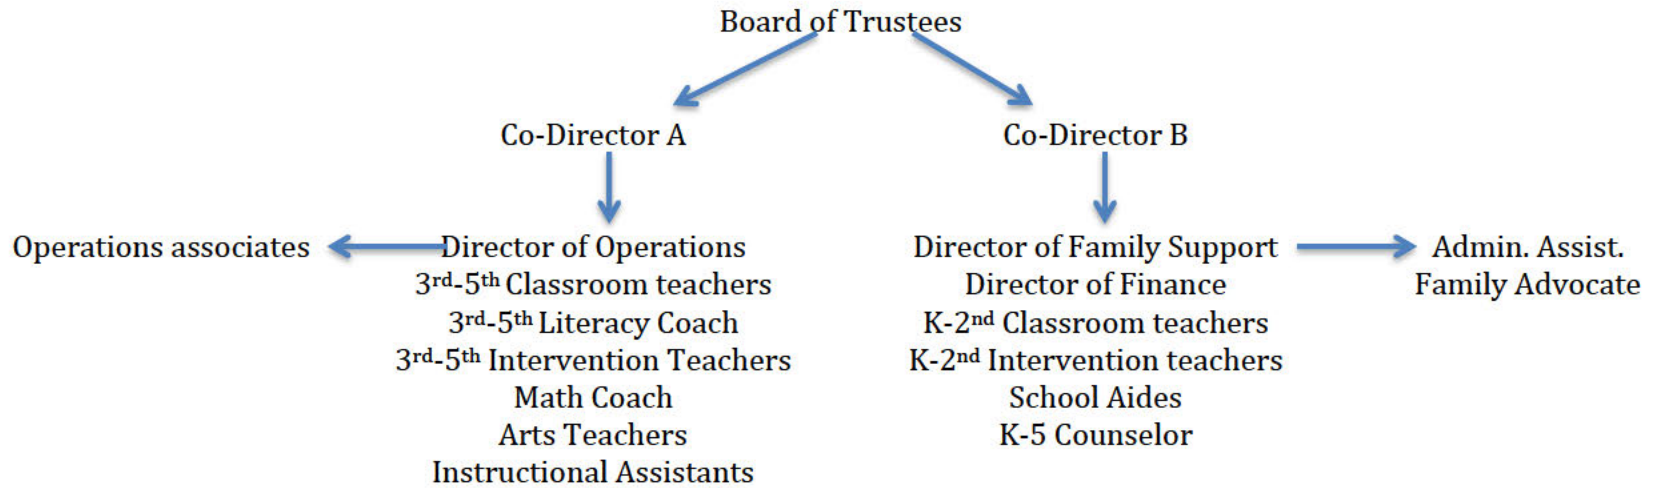 Board of Trustees
Co-Director A
Co-Director B
Operations associates
Director of Operations
3rd-5th Classroom teachers
3rd-5th Literacy Coach
3rd-5th Intervention Teachers
Math Coach
Arts Teachers
Instructional Assistants
Director of Family Support
Director of Finance
K-2nd Classroom teachers
K-2nd Intervention teachers
School Aides
K-5 Counselor
Admin. Assist.
Family Advocate